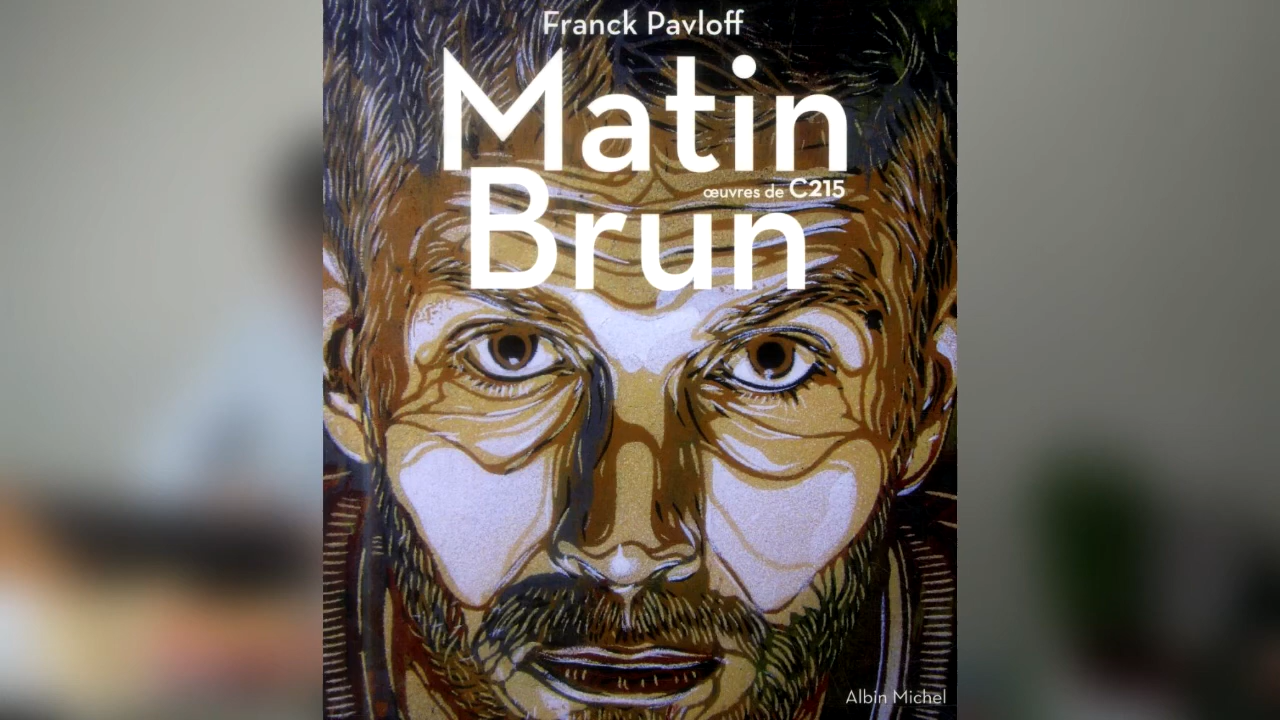 Franck Pavloff
Matin
œuvres de C215
Brun
Albin Michel